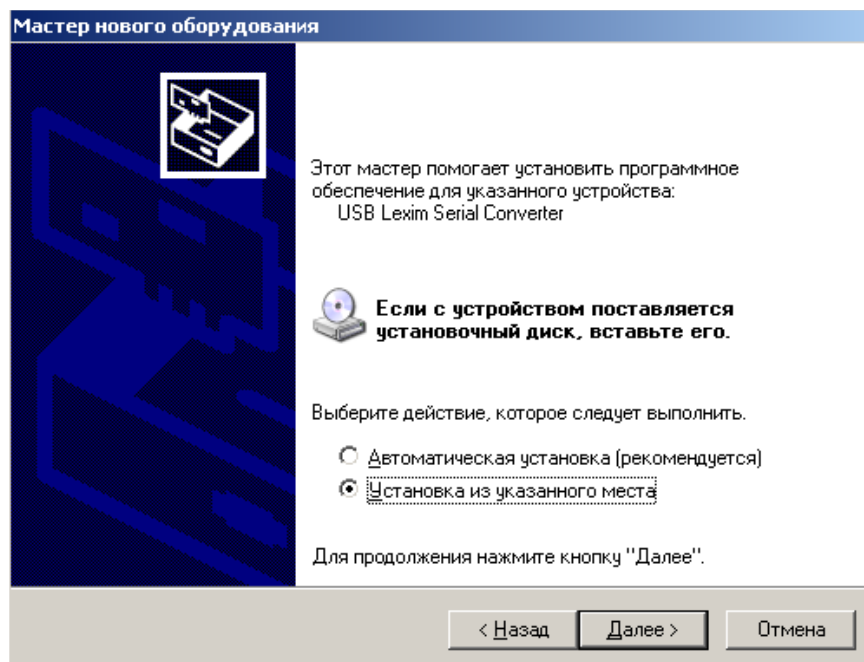 Мастер нового оборудования
Этот мастер помогает установить программное
обеспечение для указанного устройства:
USB Lexim Serial Converter
Если с устройством поставляется
установочный диск, вставьте его.
Выберите действие, которое следует выполнить.
Автоматическая установка (рекомендуется)
Установка из указанного места
Для продолжения нажмите кнопку "Далее".
< Назад Далее > Отмена